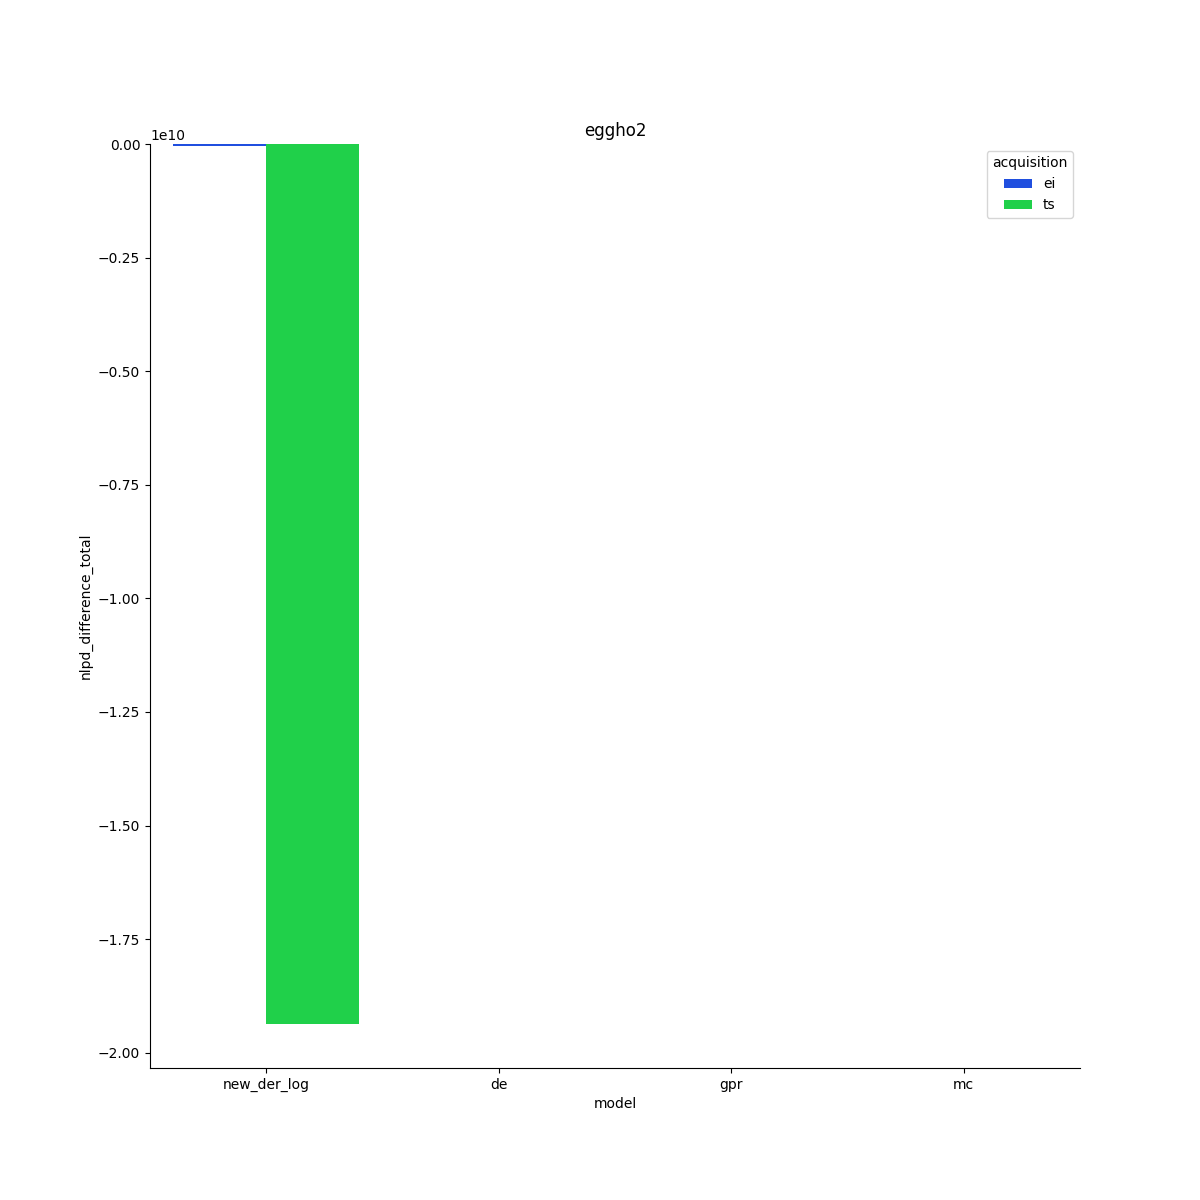 eggho2
1e10
0.00
−0.25
−0.50
−0.75
−1.00
−1.25
−1.50
−1.75
−2.00
nlpd_difference_total
acquisition
ei
ts
new_der_log de gpr mc
model